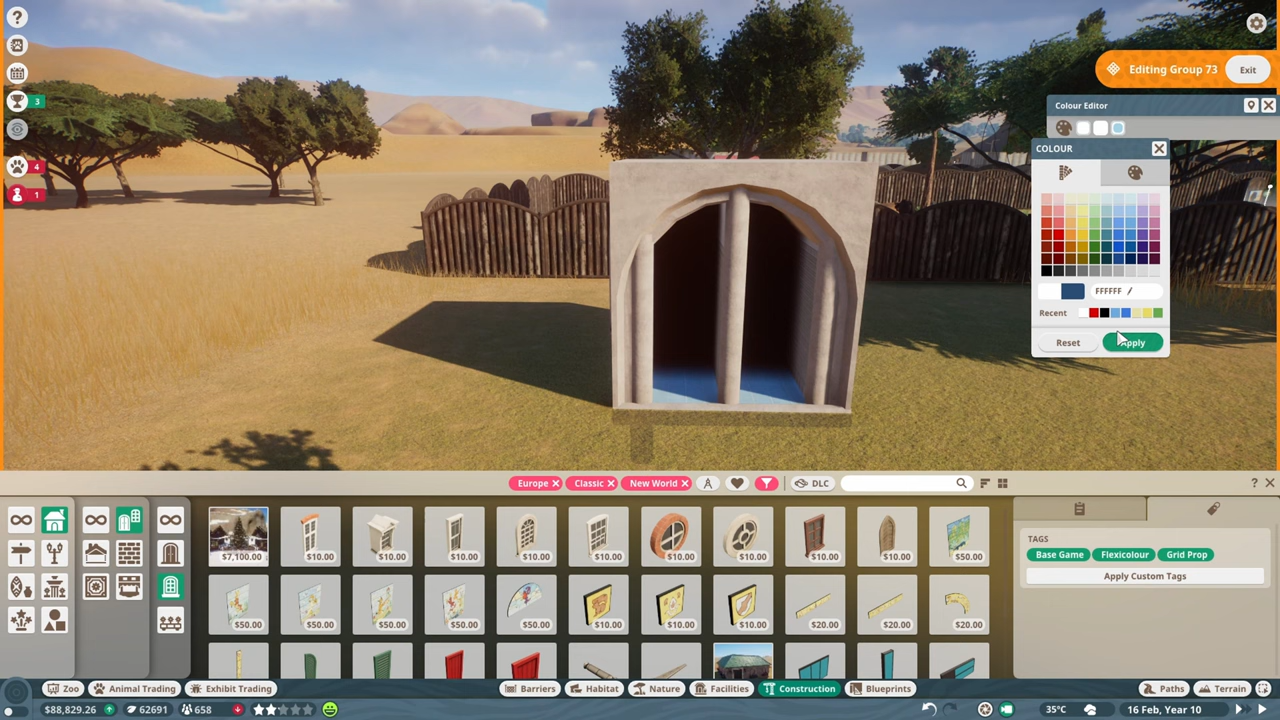 ?
3
4
1
Editing Group 73
Exit
Colour Editor
COLOUR
FFFFFF /
Recent
Reset
Apply
Europe
Classic
New World
DLC
?
$7,100.00
$10.00
$10.00
$10.00
$10.00
$10.00
$10.00
$10.00
$10.00
$10.00
$50.00
$50.00
$50.00
$50.00
$50.00
$50.00
$10.00
$10.00
$10.00
$20.00
$20.00
$20.00
TAGS
Base Game
Flexicolour
Grid Prop
Apply Custom Tags
Zoo
Animal Trading
Exhibit Trading
Barriers
Habitat
Nature
Facilities
Construction
Blueprints
Paths
Terrain
$88,829.26
62691
658
35°C
16 Feb, Year 10